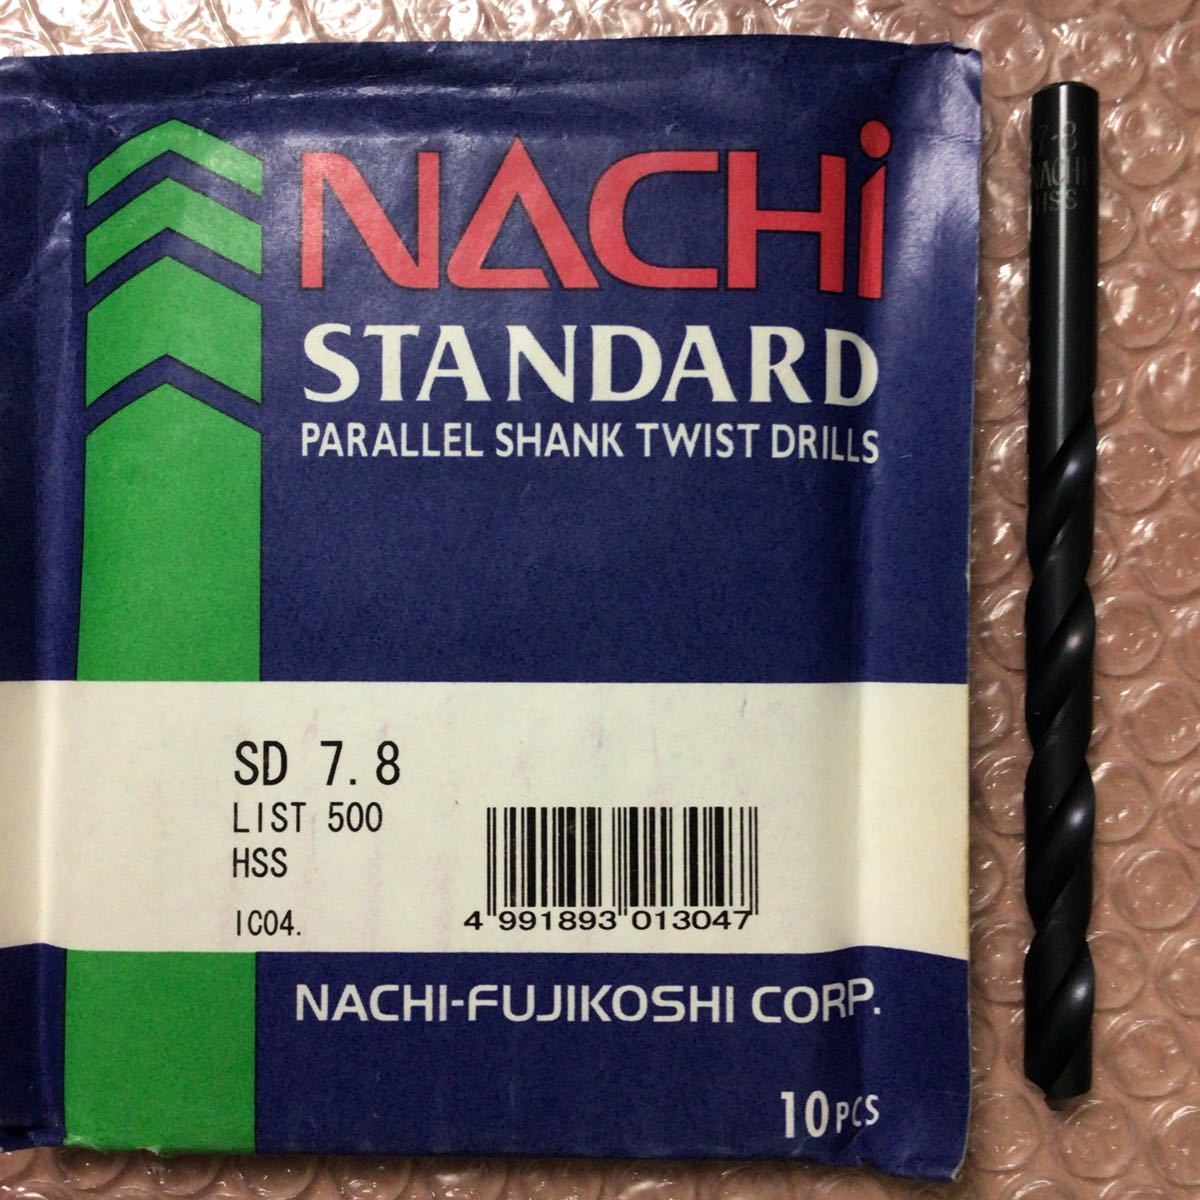 NACHi
STANDARD
PARALLEL SHANK TWIST DRILLS
SD 7.8
LIST 500
HSS
IC04.
4 991893 013047
NACHI-FUJIKOSHI CORP.
10PCS
7-8
NACHI
HSS